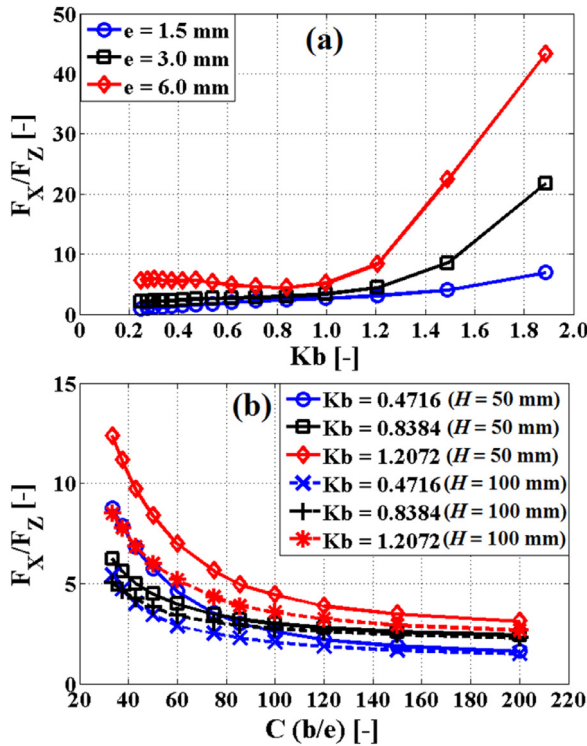 50
40
30
20
10
0
F_X/F_Z [-]
(a)
e = 1.5 mm
e = 3.0 mm
e = 6.0 mm
0 0.2 0.4 0.6 0.8 1.0 1.2 1.4 1.6 1.8 2.0
Kb [-]
15
10
5
0
F_X/F_Z [-]
(b)
Kb = 0.4716 (H = 50 mm)
Kb = 0.8384 (H = 50 mm)
Kb = 1.2072 (H = 50 mm)
Kb = 0.4716 (H = 100 mm)
Kb = 0.8384 (H = 100 mm)
Kb = 1.2072 (H = 100 mm)
20 40 60 80 100 120 140 160 180 200 220
C (b/e) [-]